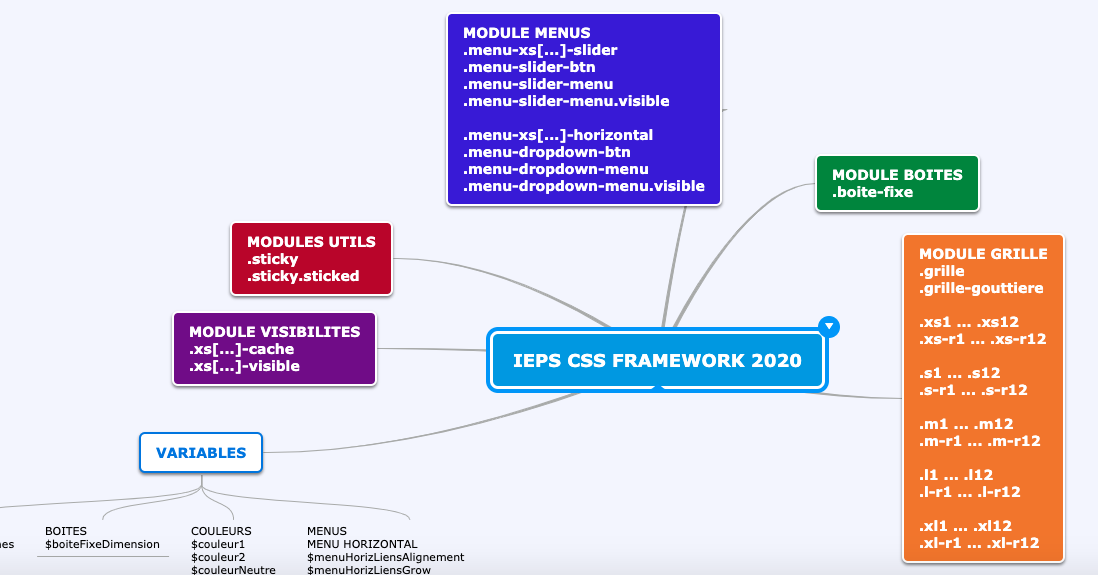 MODULE MENUS
.menu-xs[...]-slider
.menu-slider-btn
.menu-slider-menu
.menu-slider-menu.visible
.menu-xs[...]-horizontal
.menu-dropdown-btn
.menu-dropdown-menu
.menu-dropdown-menu.visible
MODULE BOITES
.boite-fixe
MODULES UTILS
.sticky
.sticky.sticked
MODULE GRILLE
.grille
.grille-gouttiere
.xs1 ... .xs12
.xs-r1 ... .xs-r12
.s1 ... .s12
.s-r1 ... .s-r12
.m1 ... .m12
.m-r1 ... .m-r12
.l1 ... .l12
.l-r1 ... .l-r12
.xl1 ... .xl12
.xl-r1 ... .xl-r12
MODULE VISIBILITES
.xs[...]-cache
.xs[...]-visible
IEPS CSS FRAMEWORK 2020
VARIABLES
nes
BOITES
$boiteFixeDimension
COULEURS
$couleur1
$couleur2
$couleurNeutre
MENUS
MENU HORIZONTAL
$menuHorizLiensAlignement
$menuHorizLiensGrow